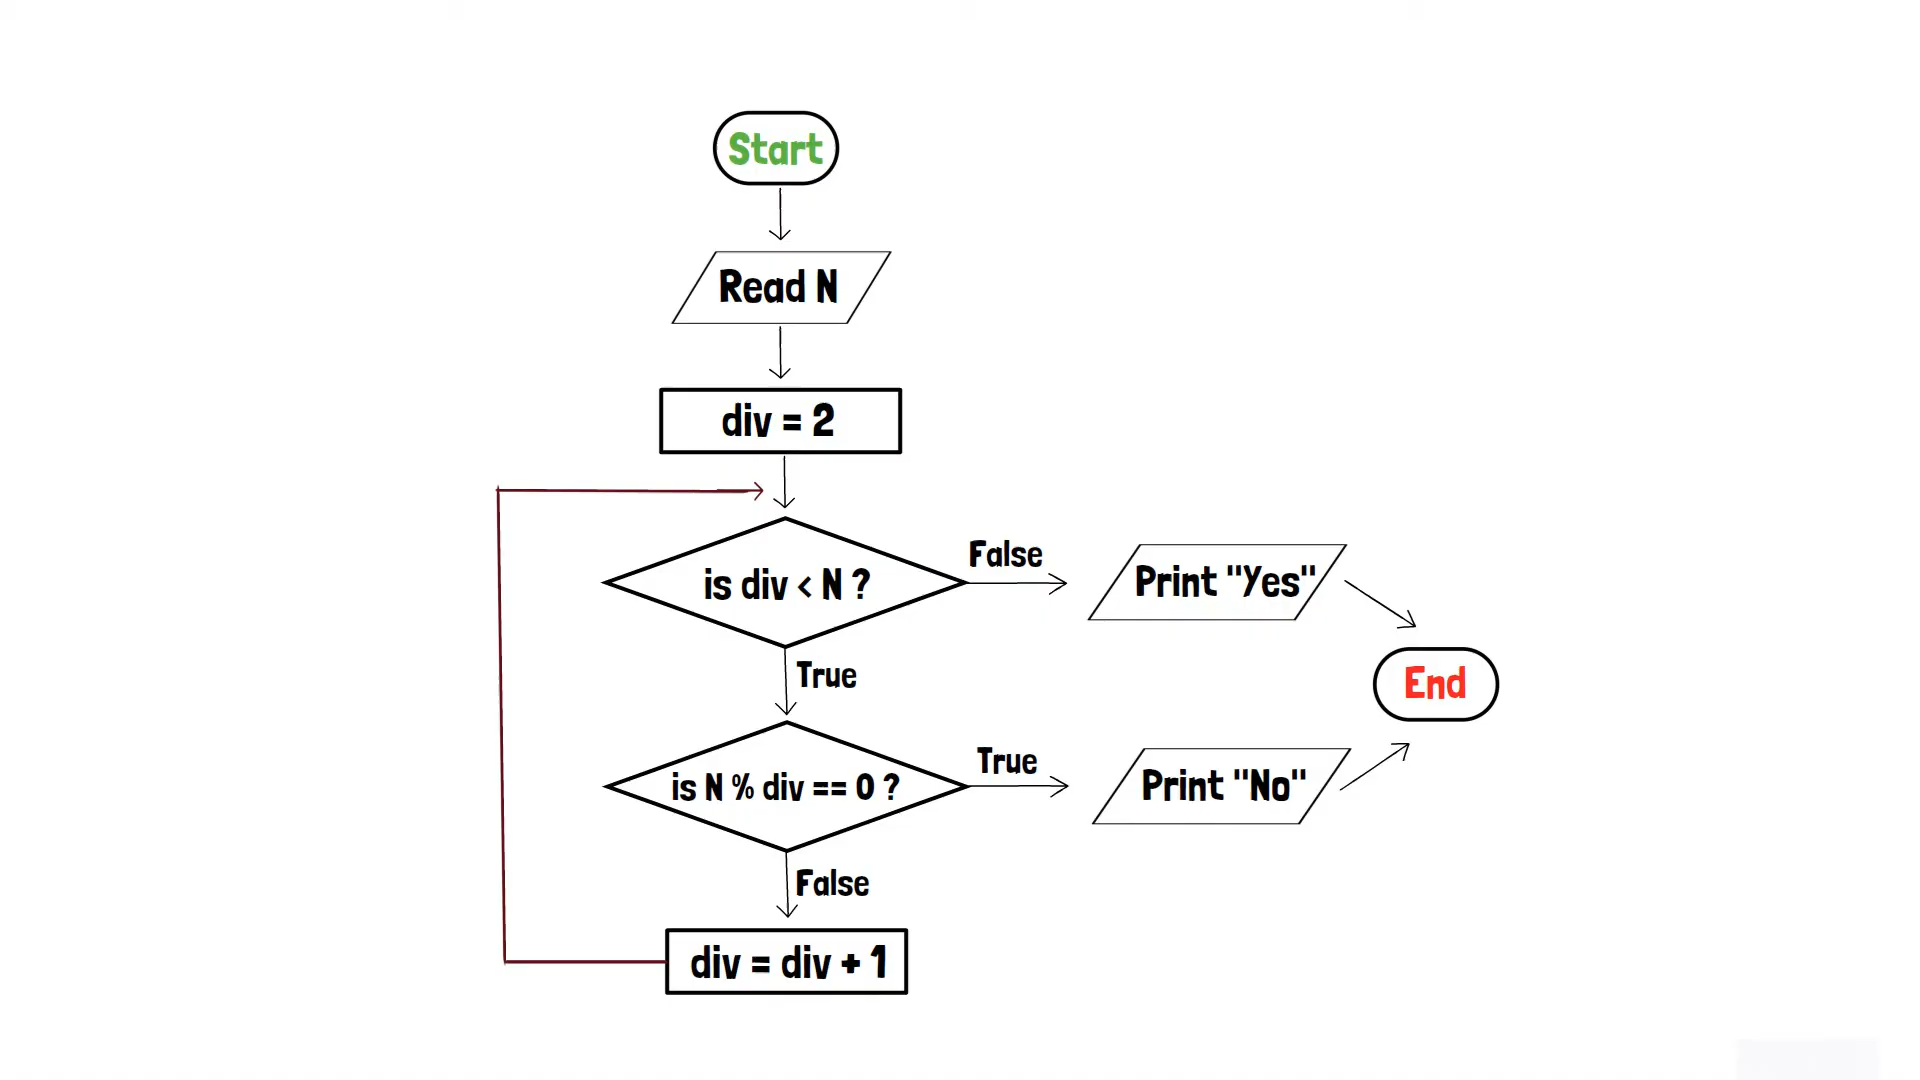 Start
Read N
div = 2
is div < N ?
False
Print "Yes"
True
End
is N % div == 0 ?
True
Print "No"
False
div = div + 1